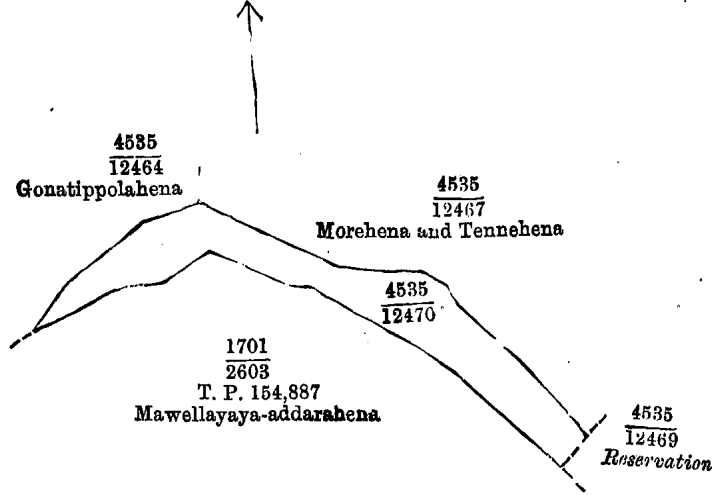 4535
12464
Gonatippolahena
4535
12467
Morehena and Tennehena
4535
12470
1701
2603
T. P. 154,887
Mawellayaya-addarahena
4535
12469
Reservation